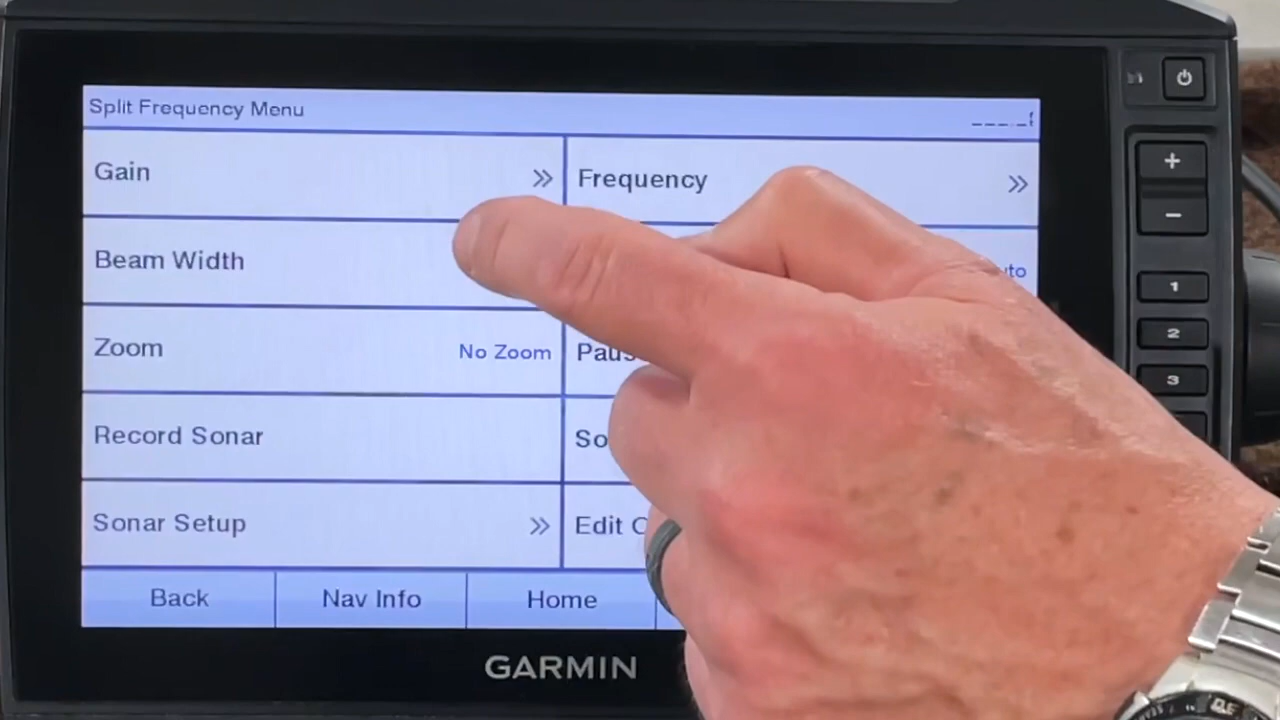 Split Frequency Menu
Gain »
Frequency »
Beam Width
Zoom No Zoom
Record Sonar
Sonar Setup »
Back
Nav Info
Home
GARMIN
+
−
1
2
3